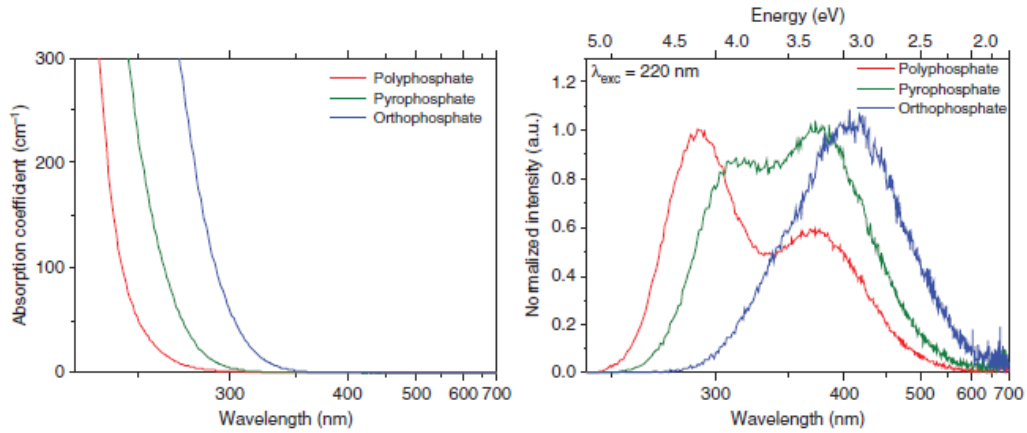 300
200
100
0
300
400
500
600
700
Absorption coefficient (cm⁻¹)
Wavelength (nm)
Polyphosphate
Pyrophosphate
Orthophosphate
Energy (eV)
5.0
4.5
4.0
3.5
3.0
2.5
2.0
λexc = 220 nm
Polyphosphate
Pyrophosphate
Orthophosphate
1.2
1.0
0.8
0.6
0.4
0.2
0.0
Normalized intensity (a.u.)
300
400
500
600
700
Wavelength (nm)